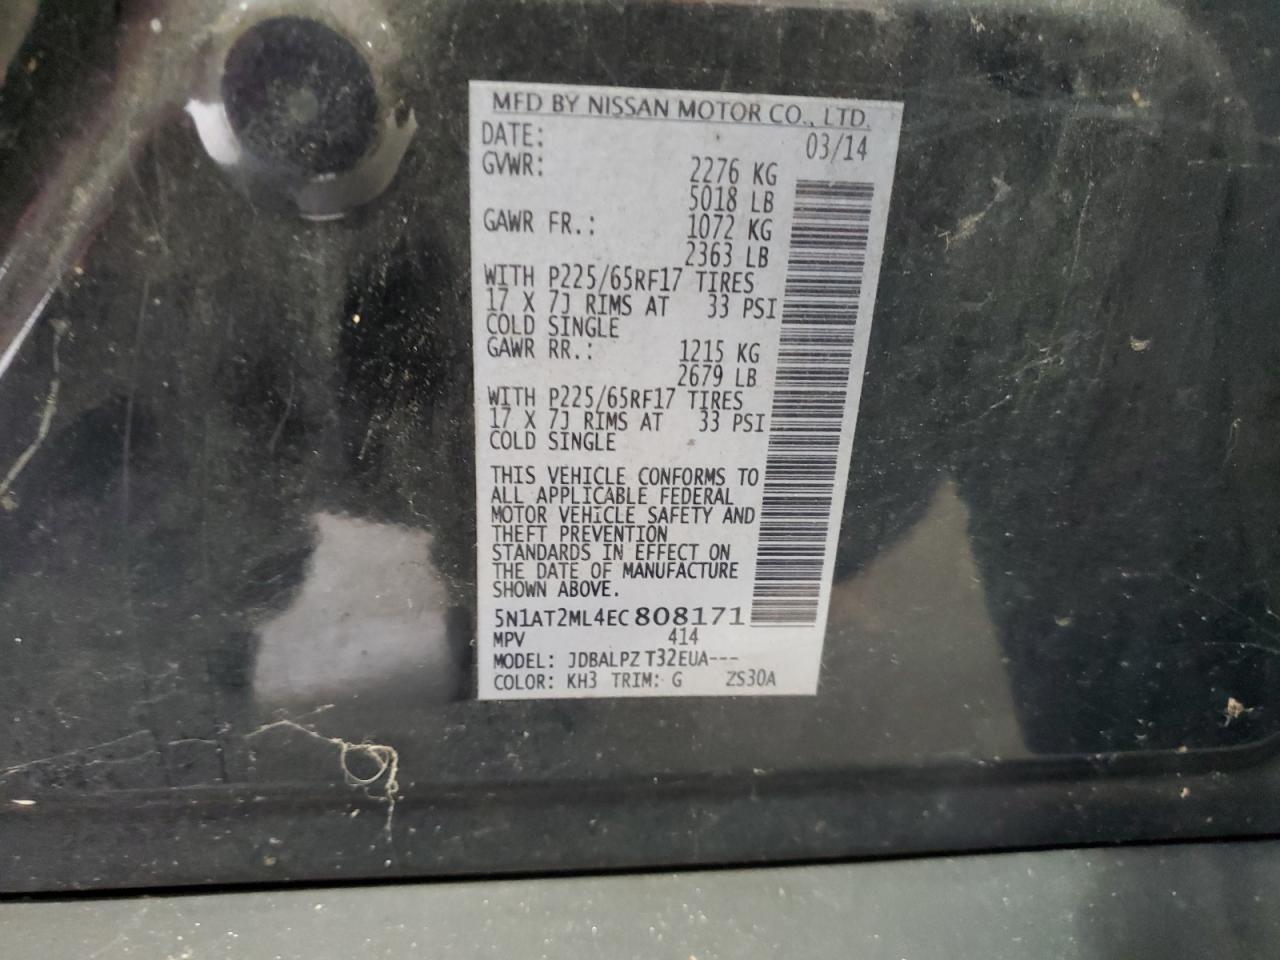 MFD BY NISSAN MOTOR CO., LTD.
DATE: 03/14
GVWR: 2276 KG
5018 LB
GAWR FR.: 1072 KG
2363 LB
WITH P225/65RF17 TIRES
17 X 7J RIMS AT 33 PSI
COLD SINGLE
GAWR RR.: 1215 KG
2679 LB
WITH P225/65RF17 TIRES
17 X 7J RIMS AT 33 PSI
COLD SINGLE
THIS VEHICLE CONFORMS TO
ALL APPLICABLE FEDERAL
MOTOR VEHICLE SAFETY AND
THEFT PREVENTION
STANDARDS IN EFFECT ON
THE DATE OF MANUFACTURE
SHOWN ABOVE.
5N1AT2ML4EC808171
MPV 414
MODEL: JDBALPZ T32EUA---
COLOR: KH3 TRIM: G ZS30A